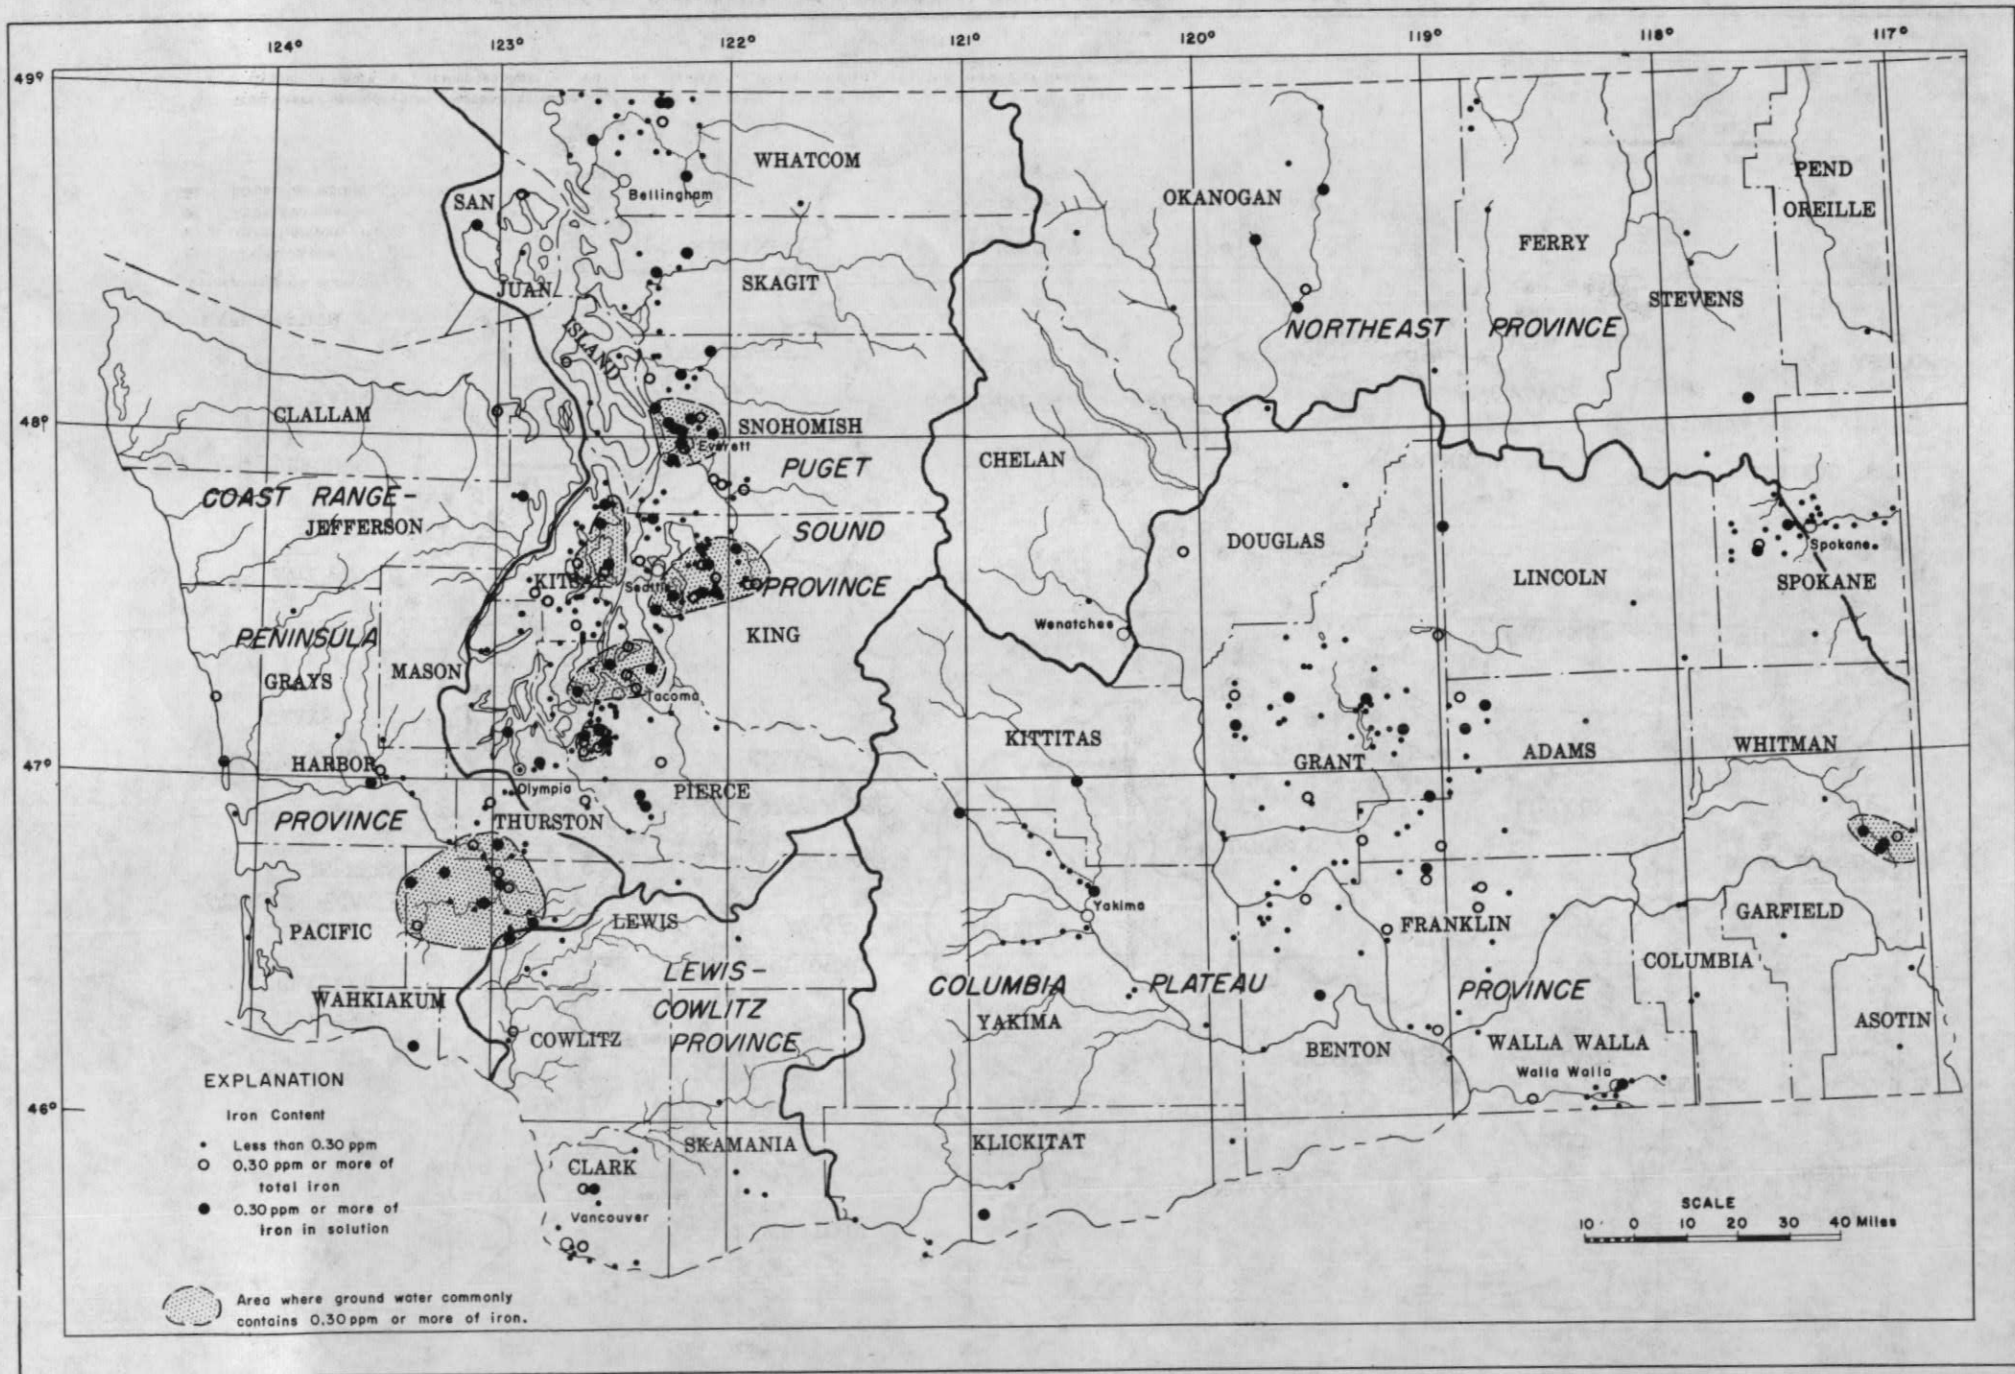 124° 123° 122° 121° 120° 119° 118° 117°
49°
WHATCOM
PEND
OREILLE
Bellingham
SAN
OKANOGAN
FERRY
JUAN
SKAGIT
STEVENS
ISLAND
NORTHEAST PROVINCE
48°
CLALLAM
SNOHOMISH
Everett
CHELAN
PUGET
COAST RANGE-
JEFFERSON
SOUND
DOUGLAS
Spokane
KITSAP
Seattle
PROVINCE
LINCOLN
SPOKANE
Wenatchee
PENINSULA
KING
GRAYS
MASON
Tacoma
KITTITAS
WHITMAN
47°
HARBOR
GRANT
ADAMS
Olympia
PIERCE
PROVINCE
THURSTON
Yakima
PACIFIC
LEWIS
FRANKLIN
GARFIELD
COLUMBIA
LEWIS-
COLUMBIA PLATEAU PROVINCE
WAHKIAKUM
COWLITZ
YAKIMA
ASOTIN
COWLITZ
PROVINCE
BENTON
WALLA WALLA
Walla Walla
46°
SKAMANIA
KLICKITAT
CLARK
Vancouver
EXPLANATION
Iron Content
Less than 0.30 ppm
0.30 ppm or more of
total iron
0.30 ppm or more of
iron in solution
Area where ground water commonly
contains 0.30 ppm or more of iron.
SCALE
10 0 10 20 30 40 Miles